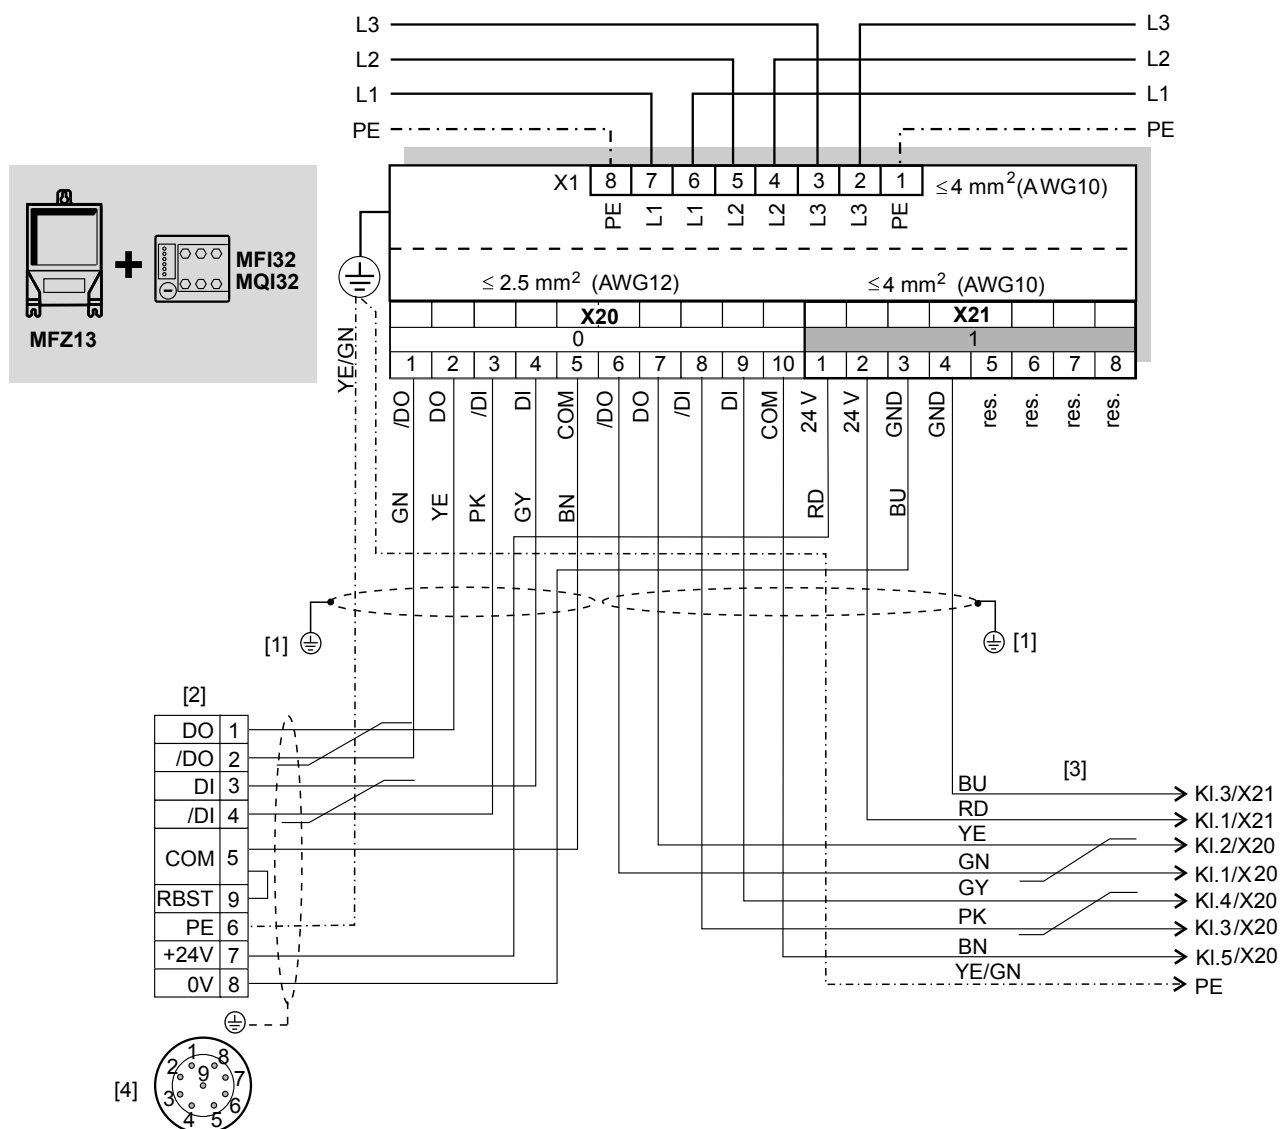 L3 L3
L2 L2
L1 L1
PE PE
X1 8 7 6 5 4 3 2 1 ≤4 mm²(AWG10)
PE L1 L1 L2 L2 L3 L3 PE
MFI32
MQI32
MFZ13
≤ 2.5 mm² (AWG12) ≤4 mm² (AWG10)
X20 X21
0 1
1 2 3 4 5 6 7 8 9 10 1 2 3 4 5 6 7 8
YE/GN
/DO DO /DI DI COM /DO DO /DI DI COM 24 V 24 V GND GND res. res. res. res.
GN YE PK GY BN RD BU
[1] [1]
[2]
DO 1
/DO 2
DI 3
/DI 4
COM 5
RBST 9
PE 6
+24V 7
0V 8
[3]
BU Kl.3/X21
RD Kl.1/X21
YE Kl.2/X20
GN Kl.1/X20
GY Kl.4/X20
PK Kl.3/X20
BN Kl.5/X20
YE/GN PE
[4]
1 8
2 9 7
3 6
4 5